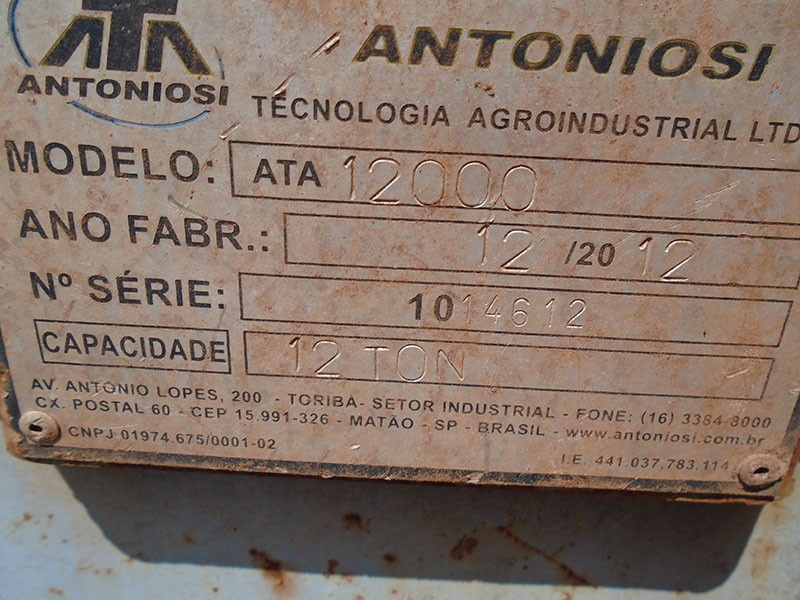 ATA
ANTONIOSI
ANTONIOSI
TECNOLOGIA AGROINDUSTRIAL LTD
MODELO: ATA 12000
ANO FABR.: 12 /20 12
Nº SÉRIE: 1014612
CAPACIDADE 12 TON
AV. ANTONIO LOPES, 200 - TORIBA- SETOR INDUSTRIAL - FONE: (16) 3384-8000
CX. POSTAL 60 - CEP 15.991-326 - MATÃO - SP - BRASIL - www.antoniosi.com.br
CNPJ 01974.675/0001-02
I.E. 441.037.783.114